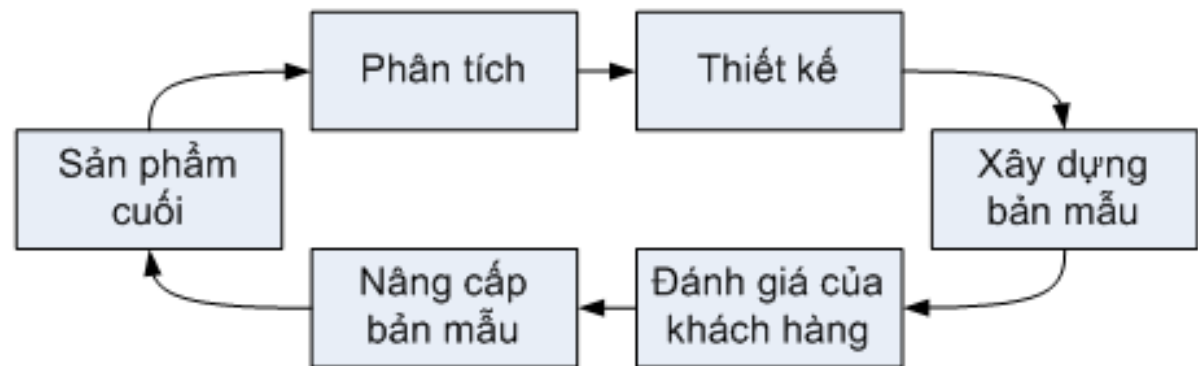 Phân tích
Thiết kế
Xây dựng
bản mẫu
Đánh giá của
khách hàng
Nâng cấp
bản mẫu
Sản phẩm
cuối